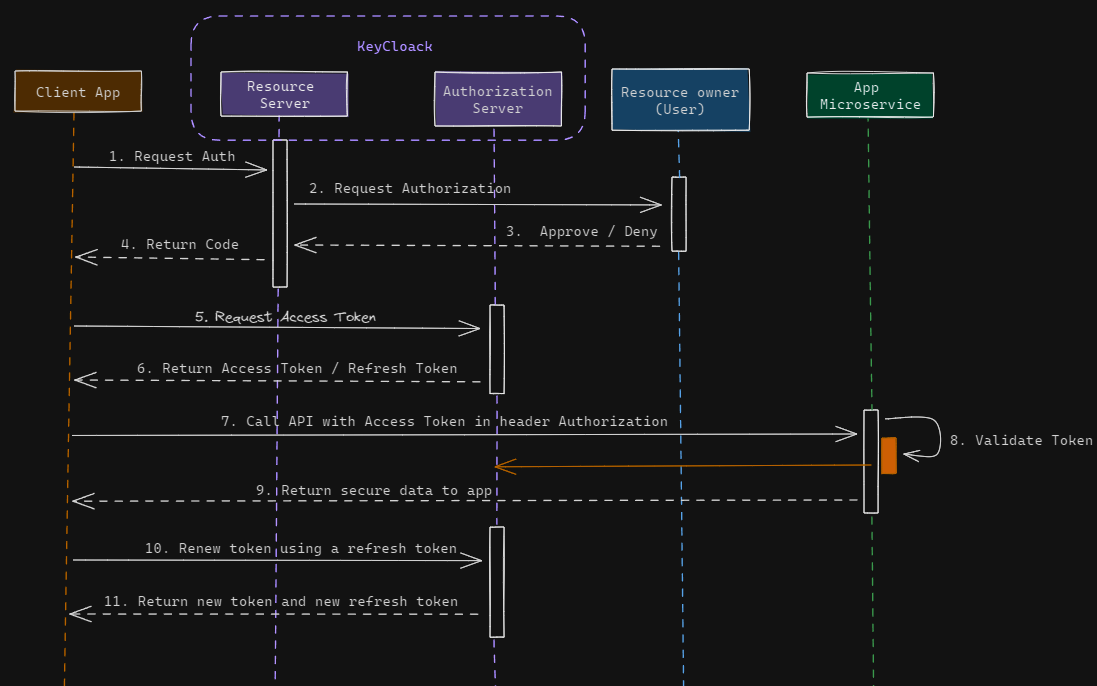 KeyCloack
Client App
Resource
Server
Authorization
Server
Resource owner
(User)
App
Microservice
1. Request Auth
2. Request Authorization
3. Approve / Deny
4. Return Code
5. Request Access Token
6. Return Access Token / Refresh Token
7. Call API with Access Token in header Authorization
8. Validate Token
9. Return secure data to app
10. Renew token using a refresh token
11. Return new token and new refresh token